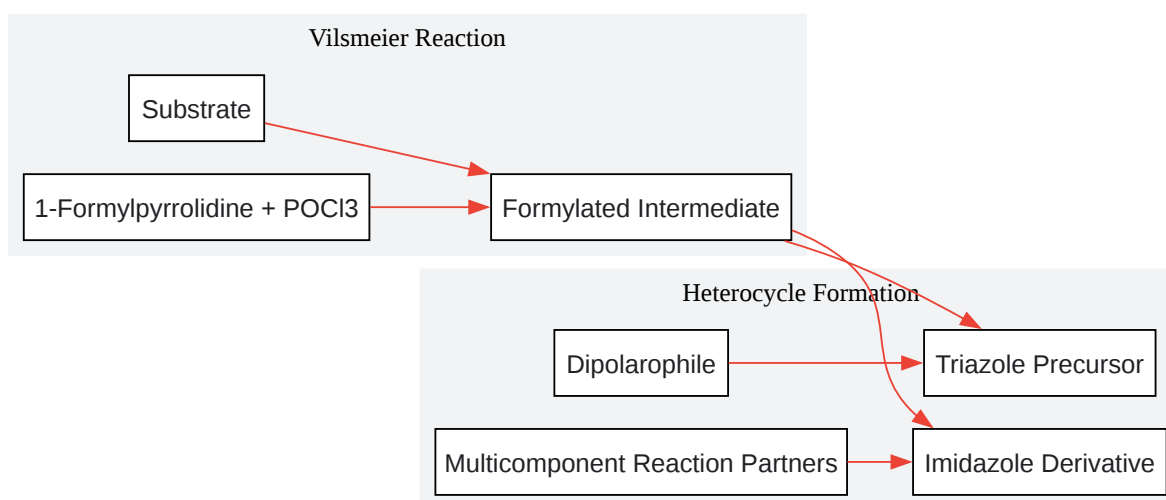 Vilsmeier Reaction
Substrate
1-Formylpyrrolidine + POCl3
Formylated Intermediate
Heterocycle Formation
Dipolarophile
Triazole Precursor
Multicomponent Reaction Partners
Imidazole Derivative